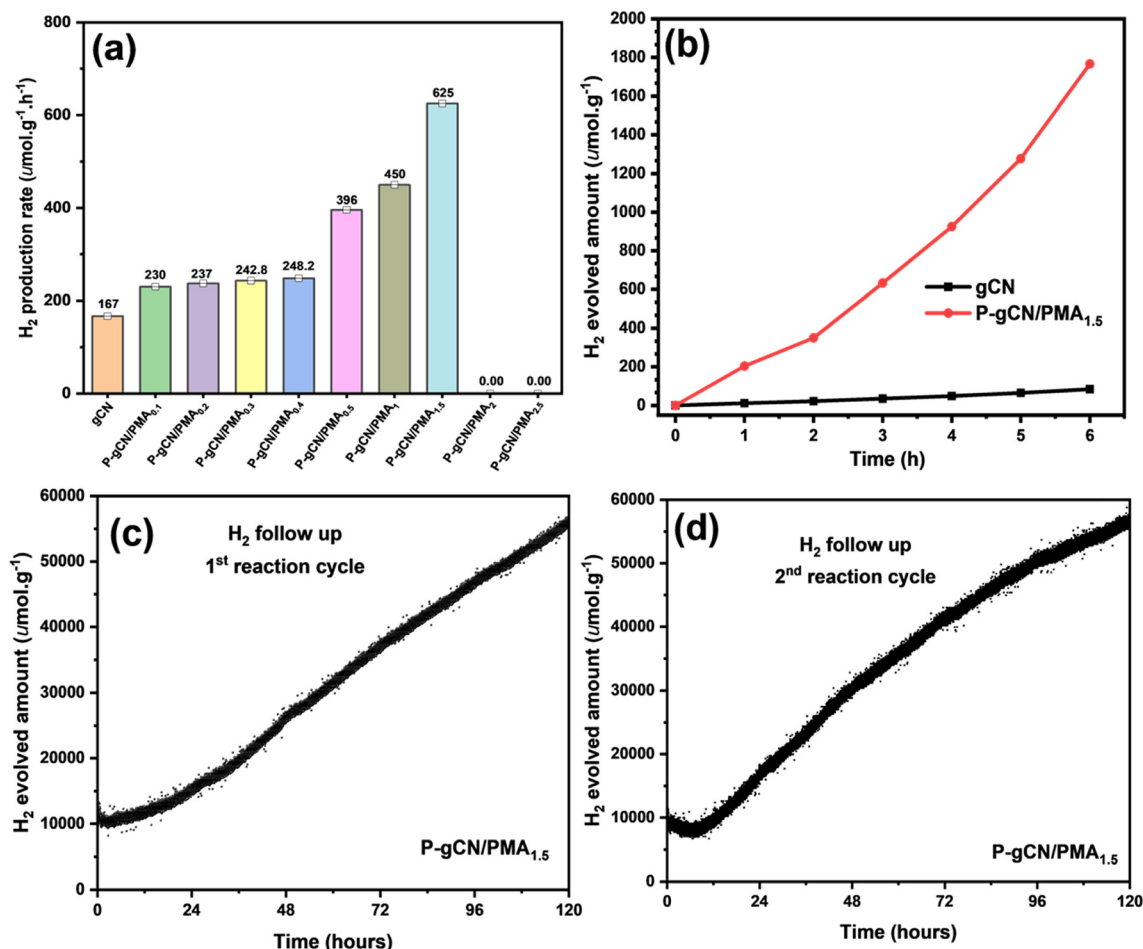 (a)
H₂ production rate (umol.g⁻¹.h⁻¹)
800
600
400
200
0
167
230
237
242.8
248.2
396
450
625
0.00
0.00
gCN
P-gCN/PMA₀.₁
P-gCN/PMA₀.₂
P-gCN/PMA₀.₃
P-gCN/PMA₀.₄
P-gCN/PMA₀.₅
P-gCN/PMA₁
P-gCN/PMA₁.₅
P-gCN/PMA₂
P-gCN/PMA₂.₅
(b)
H₂ evolved amount (umol.g⁻¹)
2000
1800
1600
1400
1200
1000
800
600
400
200
0
gCN
P-gCN/PMA₁.₅
0 1 2 3 4 5 6
Time (h)
(c)
H₂ follow up
1ˢᵗ reaction cycle
H₂ evolved amount (umol.g⁻¹)
60000
50000
40000
30000
20000
10000
0
P-gCN/PMA₁.₅
0 24 48 72 96 120
Time (hours)
(d)
H₂ follow up
2ⁿᵈ reaction cycle
H₂ evolved amount (umol.g⁻¹)
60000
50000
40000
30000
20000
10000
0
P-gCN/PMA₁.₅
0 24 48 72 96 120
Time (hours)